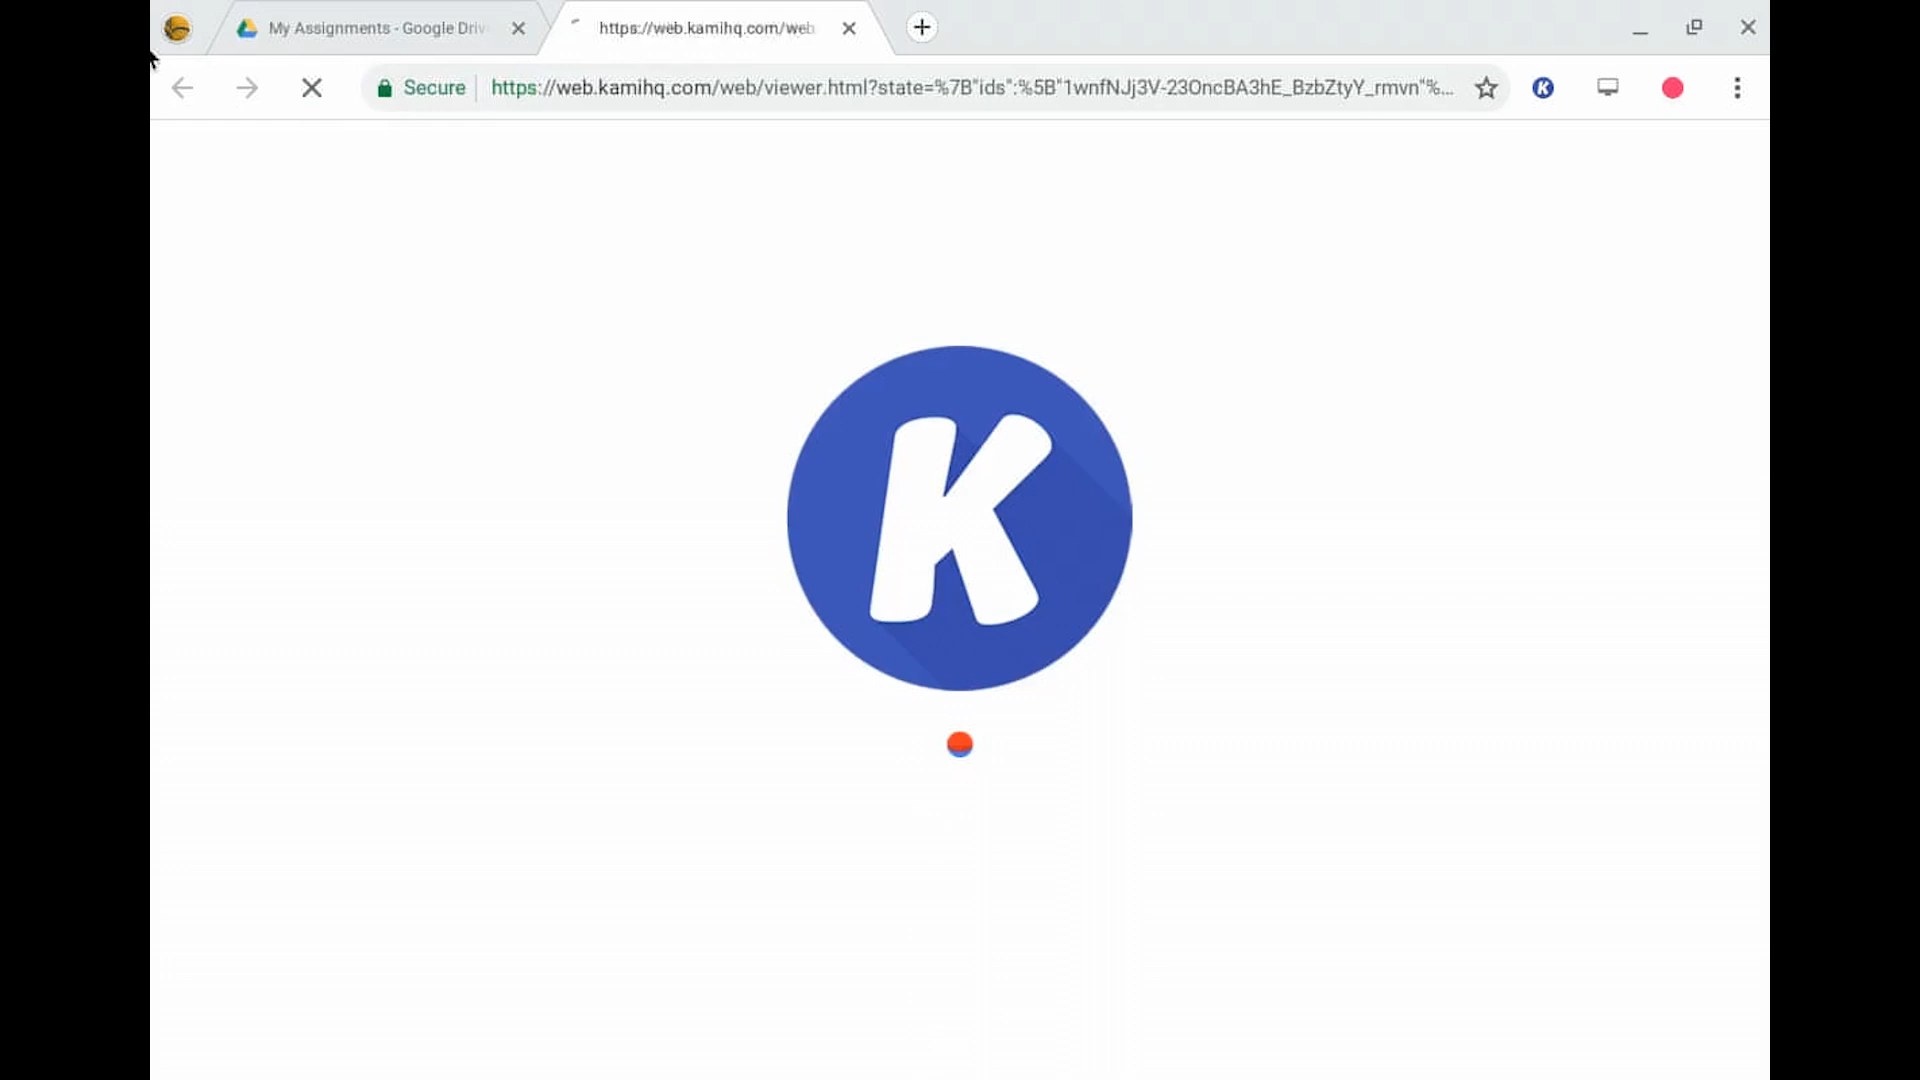 My Assignments - Google Driv
https://web.kamihq.com/web
Secure
https://web.kamihq.com/web/viewer.html?state=%7B"ids":%5B"1wnfNJj3V-23OncBA3hE_BzbZtyY_rmvn"%...
K
K